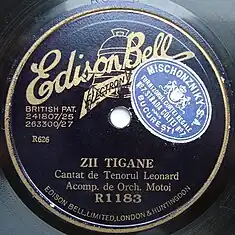 Edison Bell
ELECTRON
BRITISH PAT.
241807/25
263300/27
R626
MISCHONZNIKY
BUCURESTI
ZII TIGANE
Cantat de Tenorul Leonard
Acomp. de Orch. Motoi
R1183
EDISON BELL, LIMITED, LONDON & HUNTINGDON